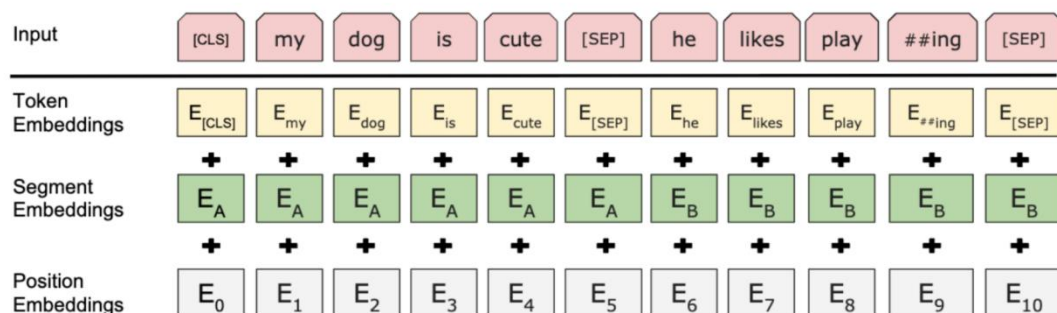 Input [CLS] my dog is cute [SEP] he likes play ##ing [SEP]
Token
Embeddings E[CLS] Emy Edog Eis Ecute E[SEP] Ehe Elikes Eplay E##ing E[SEP]
+ + + + + + + + + + +
Segment
Embeddings EA EA EA EA EA EA EB EB EB EB EB
+ + + + + + + + + + +
Position
Embeddings E0 E1 E2 E3 E4 E5 E6 E7 E8 E9 E10